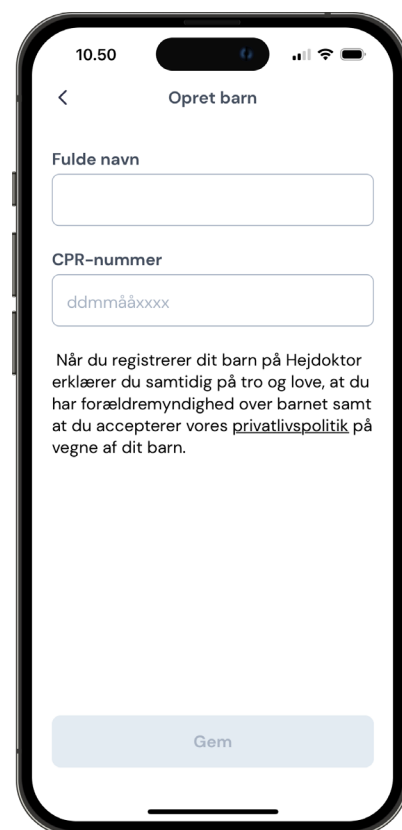 10.50
Opret barn
Fulde navn
CPR-nummer
ddmmååxxxx
Når du registrerer dit barn på Hejdoktor
erklærer du samtidig på tro og love, at du
har forældremyndighed over barnet samt
at du accepterer vores privatlivspolitik på
vegne af dit barn.
Gem